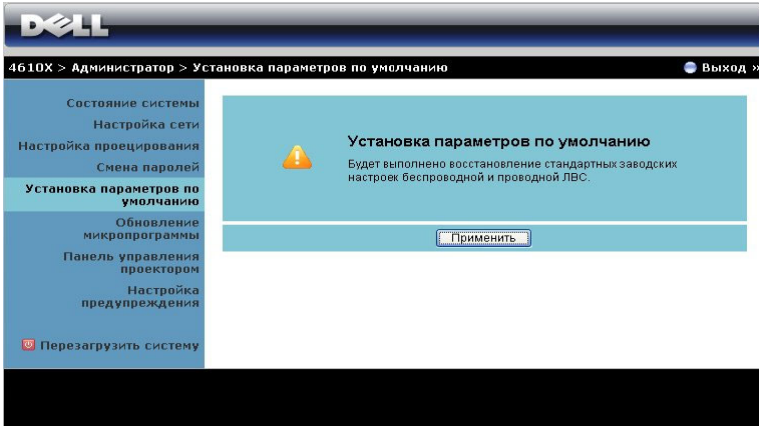 DELL
4610X > Администратор > Установка параметров по умолчанию
Выход »
Состояние системы
Настройка сети
Настройка проецирования
Смена паролей
Установка параметров по
умолчанию
Обновление
микропрограммы
Панель управления
проектором
Настройка
предупреждения
Перезагрузить систему
Установка параметров по умолчанию
Будет выполнено восстановление стандартных заводских
настроек беспроводной и проводной ЛВС.
Применить